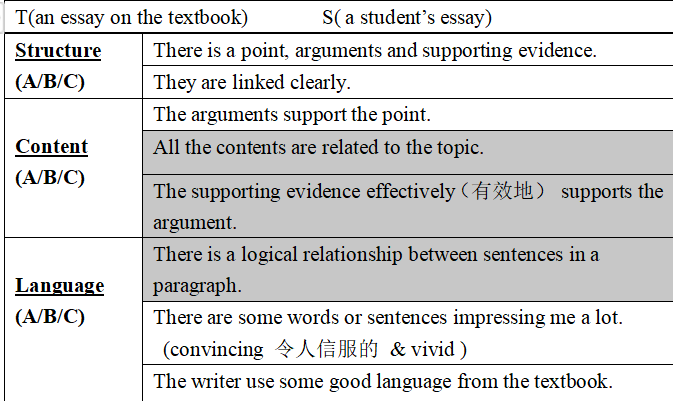 T(an essay on the textbook) S( a student's essay)
Structure
(A/B/C)
There is a point, arguments and supporting evidence.
They are linked clearly.
Content
(A/B/C)
The arguments support the point.
All the contents are related to the topic.
The supporting evidence effectively（有效地） supports the
argument.
Language
(A/B/C)
There is a logical relationship between sentences in a
paragraph.
There are some words or sentences impressing me a lot.
(convincing 令人信服的 & vivid )
The writer use some good language from the textbook.